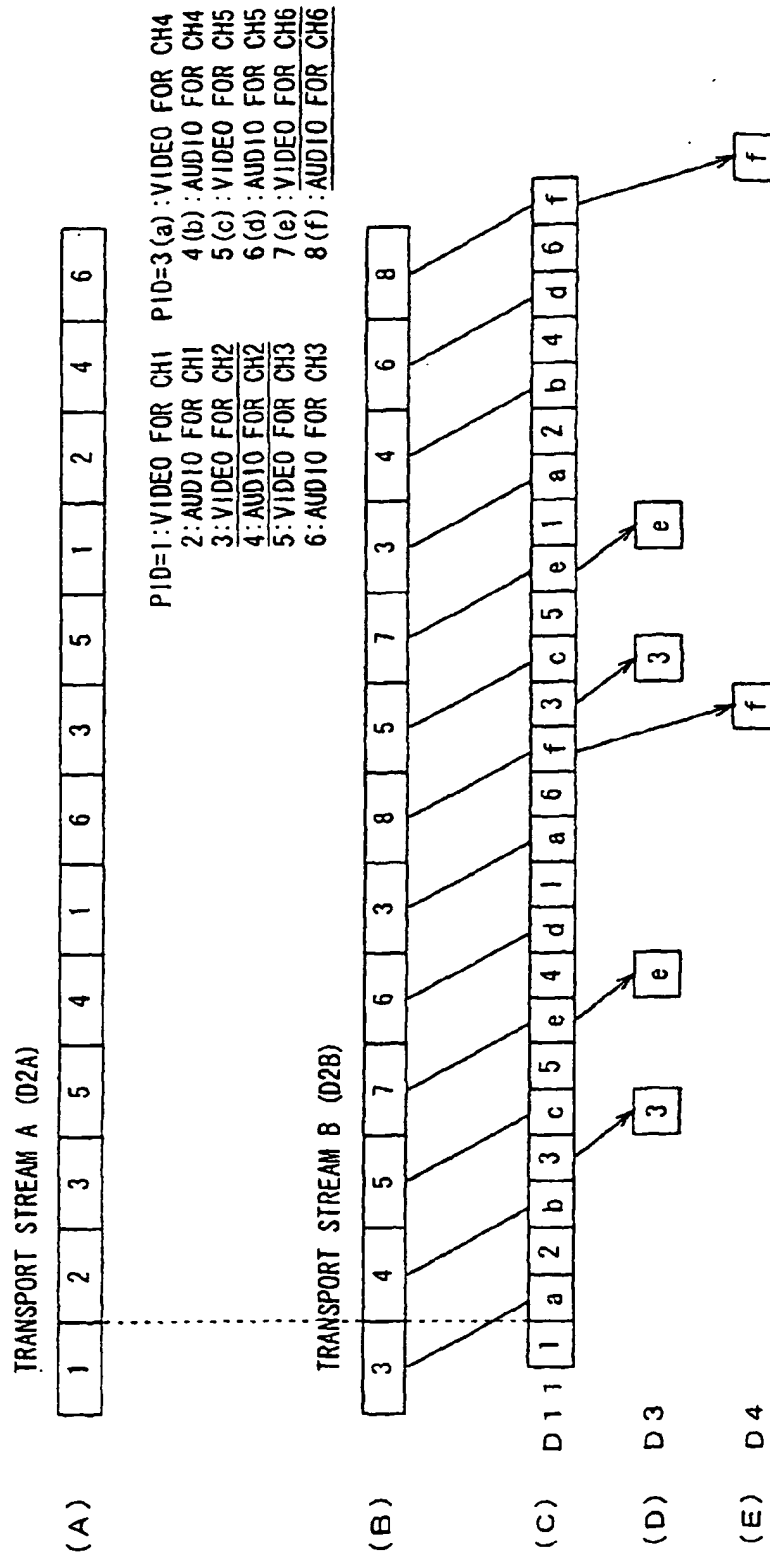 TRANSPORT STREAM A (D2A)
(A) 1 2 3 5 4 1 6 3 5 1 2 4 6
PID=1:VIDEO FOR CH1 PID=3(a):VIDEO FOR CH4
2:AUDIO FOR CH1 4(b):AUDIO FOR CH4
3:VIDEO FOR CH2 5(c):VIDEO FOR CH5
4:AUDIO FOR CH2 6(d):AUDIO FOR CH5
5:VIDEO FOR CH3 7(e):VIDEO FOR CH6
6:AUDIO FOR CH3 8(f):AUDIO FOR CH6
TRANSPORT STREAM B (D2B)
(B) 3 4 5 7 6 3 8 5 7 3 4 6 8
(C) D11 1 a 2 b 3 c 5 e 4 d 1 a 6 f 3 c 5 e 1 a 2 b 4 d 6 f
(D) D3 3 e 3 e
(E) D4 f f